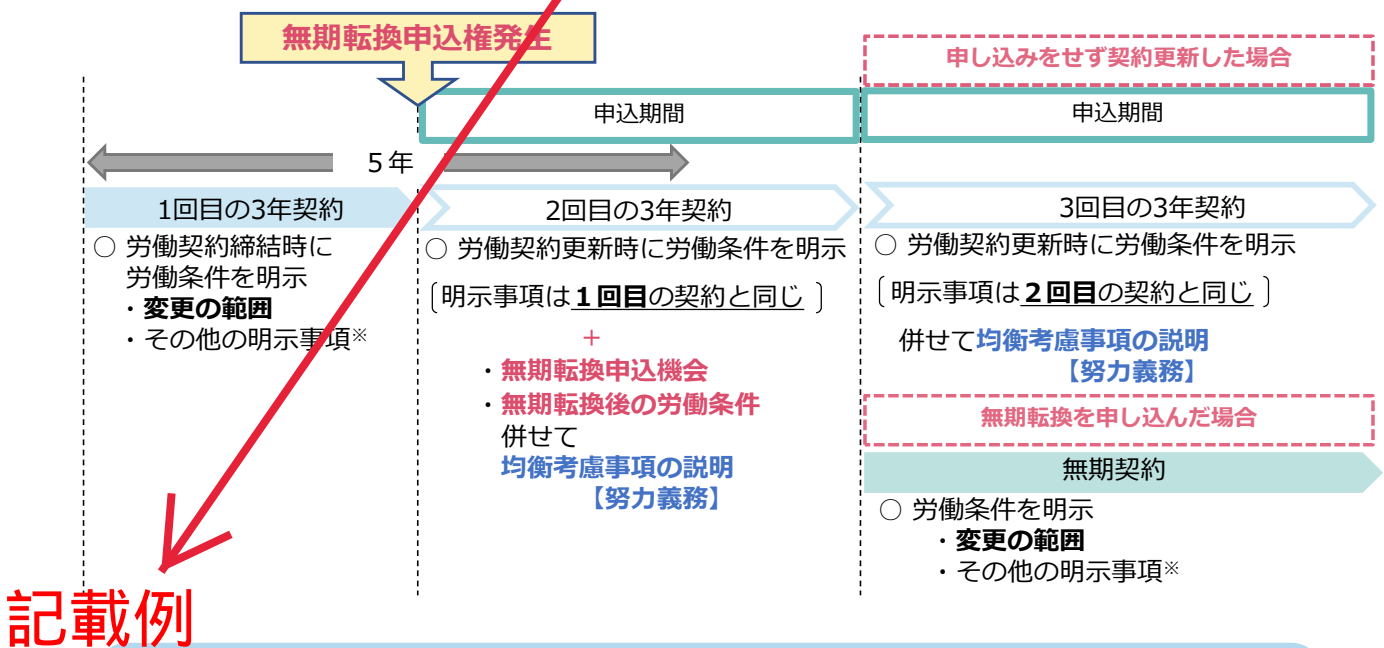 無期転換申込権発生
申し込みをせず契約更新した場合
申込期間
申込期間
5年
1回目の3年契約
○ 労働契約締結時に
労働条件を明示
・変更の範囲
・その他の明示事項※
2回目の3年契約
○ 労働契約更新時に労働条件を明示
〔明示事項は１回目の契約と同じ〕
＋
・無期転換申込機会
・無期転換後の労働条件
併せて
均衡考慮事項の説明
【努力義務】
3回目の3年契約
○ 労働契約更新時に労働条件を明示
〔明示事項は２回目の契約と同じ〕
併せて均衡考慮事項の説明
【努力義務】
無期転換を申し込んだ場合
無期契約
○ 労働条件を明示
・変更の範囲
・その他の明示事項※
記載例